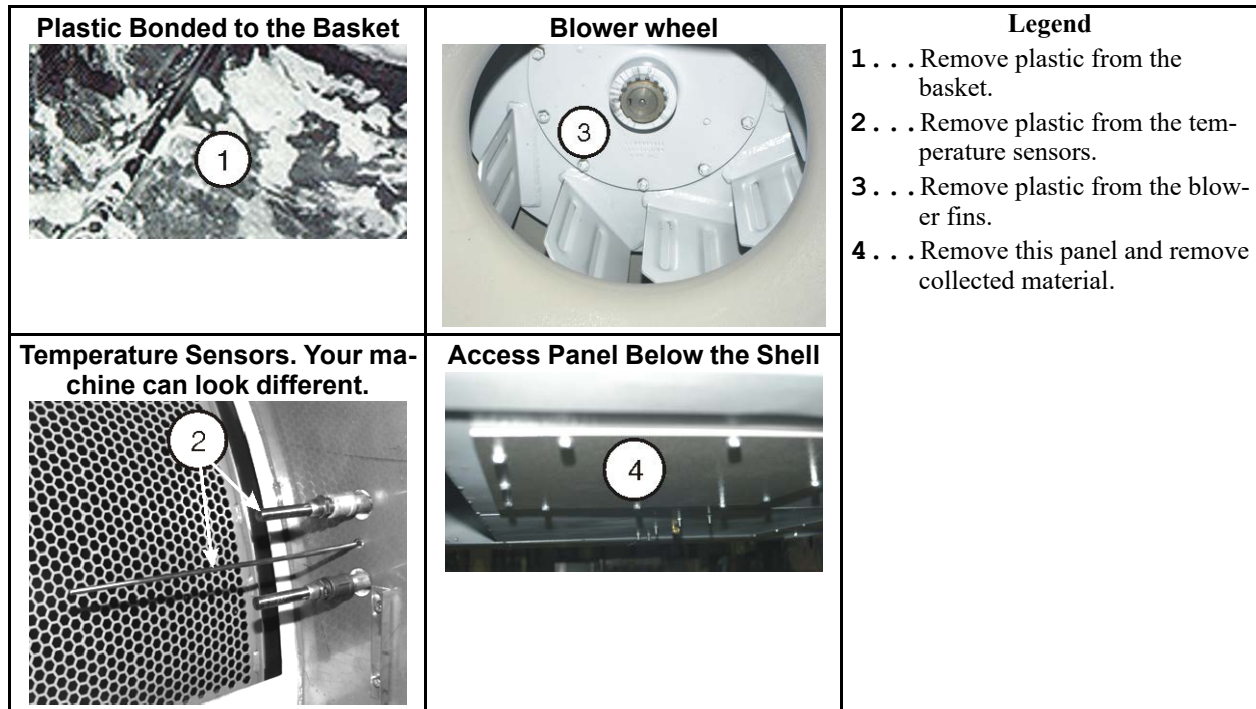 Plastic Bonded to the Basket
1
Blower wheel
3
Temperature Sensors. Your ma-
chine can look different.
2
Access Panel Below the Shell
4
Legend
1 . . . Remove plastic from the
basket.
2 . . . Remove plastic from the tem-
perature sensors.
3 . . . Remove plastic from the blow-
er fins.
4 . . . Remove this panel and remove
collected material.